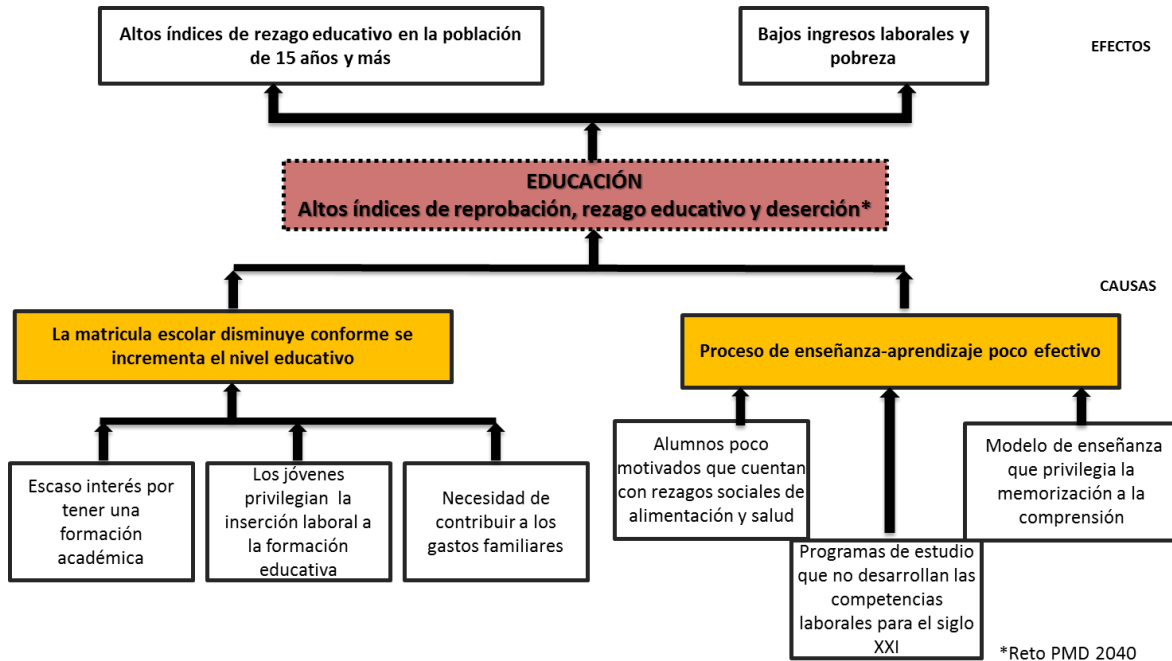 Altos índices de rezago educativo en la población
de 15 años y más
Bajos ingresos laborales y
pobreza
EFECTOS
EDUCACIÓN
Altos índices de reprobación, rezago educativo y deserción*
CAUSAS
La matricula escolar disminuye conforme se
incrementa el nivel educativo
Proceso de enseñanza-aprendizaje poco efectivo
Escaso interés por
tener una
formación
académica
Los jóvenes
privilegian la
inserción laboral a
la formación
educativa
Necesidad de
contribuir a los
gastos familiares
Alumnos poco
motivados que cuentan
con rezagos sociales de
alimentación y salud
Programas de estudio
que no desarrollan las
competencias
laborales para el siglo
XXI
Modelo de enseñanza
que privilegia la
memorización a la
comprensión
*Reto PMD 2040